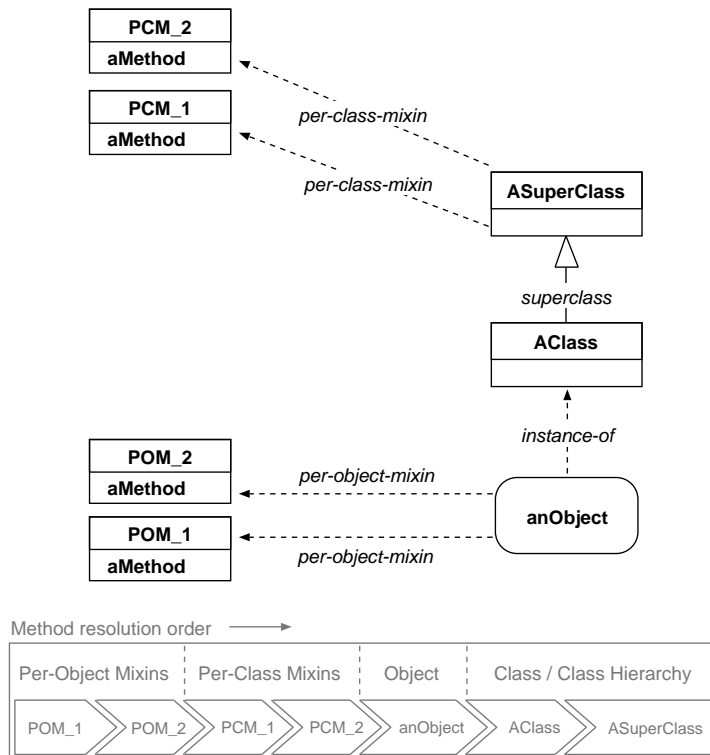 PCM_2
aMethod
PCM_1
aMethod
per-class-mixin
per-class-mixin
ASuperClass
superclass
AClass
instance-of
POM_2
aMethod
per-object-mixin
anObject
POM_1
aMethod
per-object-mixin
Method resolution order
Per-Object Mixins Per-Class Mixins Object Class / Class Hierarchy
POM_1 POM_2 PCM_1 PCM_2 anObject AClass ASuperClass